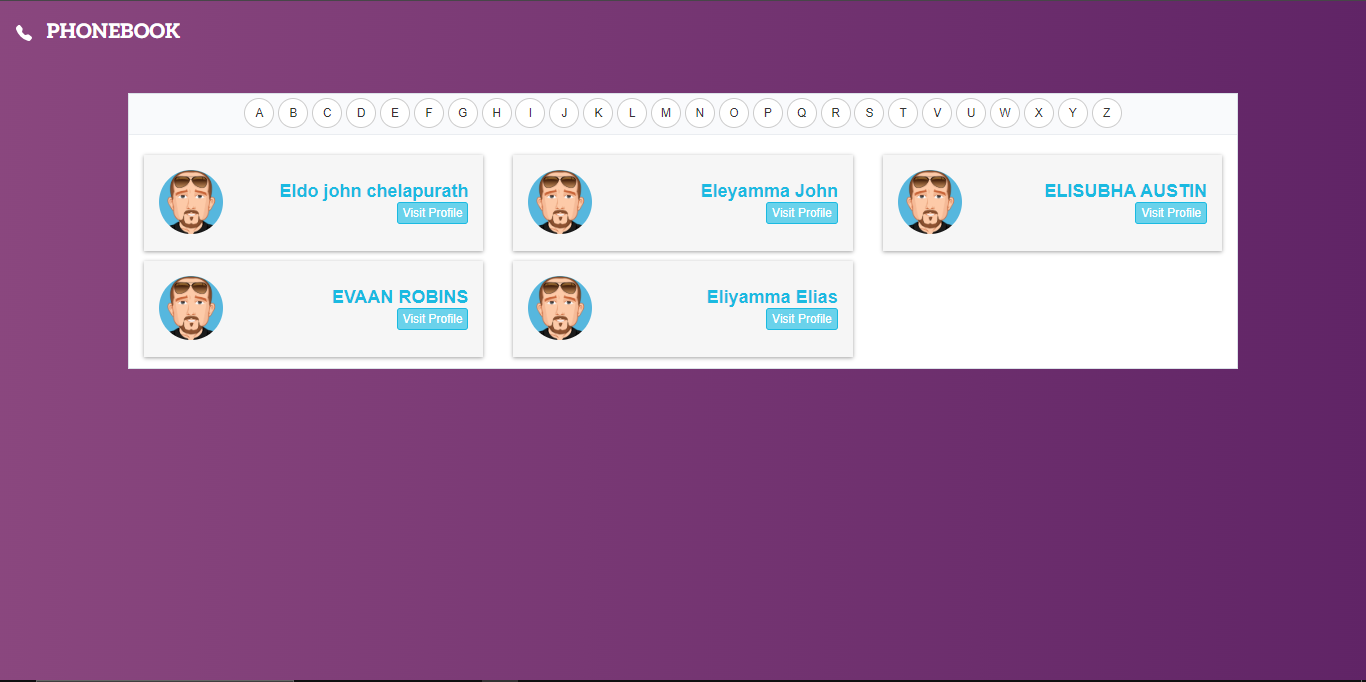 PHONEBOOK
A B C D E F G H I J K L M N O P Q R S T V U W X Y Z
Eldo john chelapurath
Visit Profile
Eleyamma John
Visit Profile
ELISUBHA AUSTIN
Visit Profile
EVAAN ROBINS
Visit Profile
Eliyamma Elias
Visit Profile